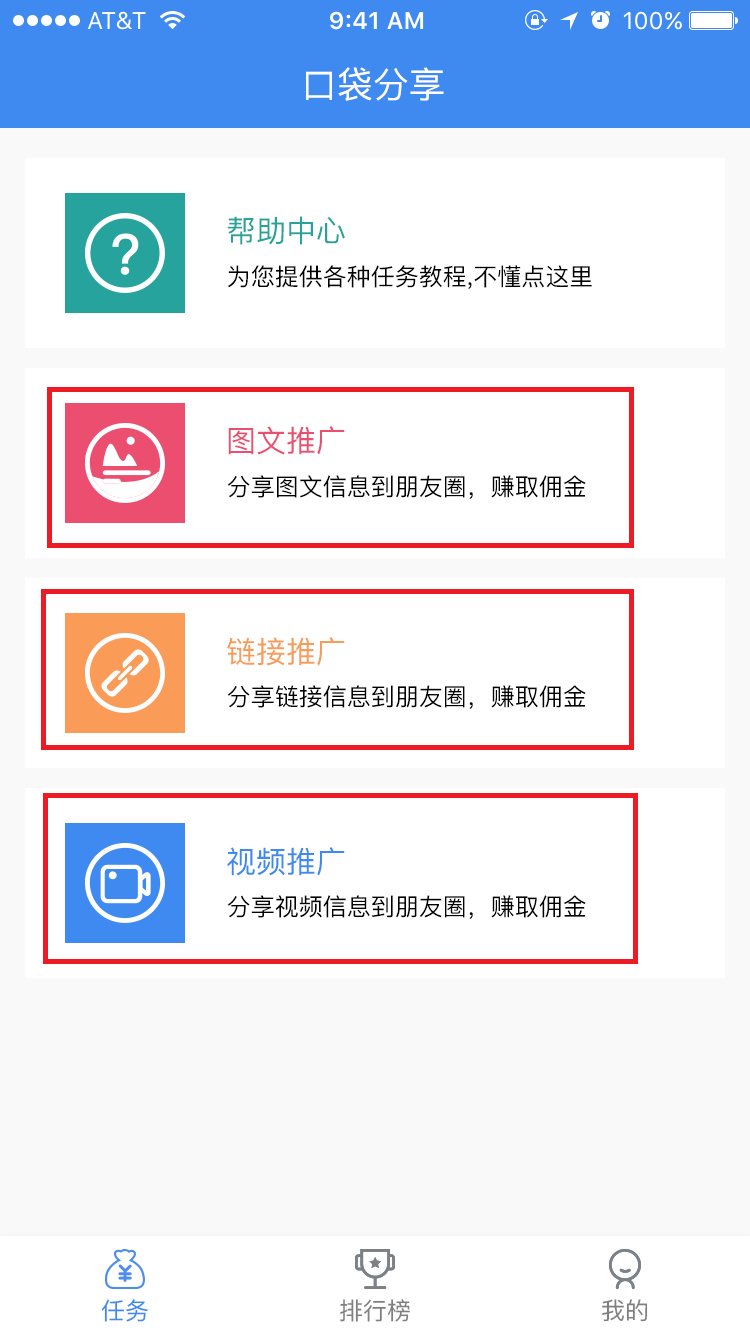 AT&T 9:41 AM 100%
口袋分享
帮助中心
为您提供各种任务教程,不懂点这里
图文推广
分享图文信息到朋友圈，赚取佣金
链接推广
分享链接信息到朋友圈，赚取佣金
视频推广
分享视频信息到朋友圈，赚取佣金
任务 排行榜 我的